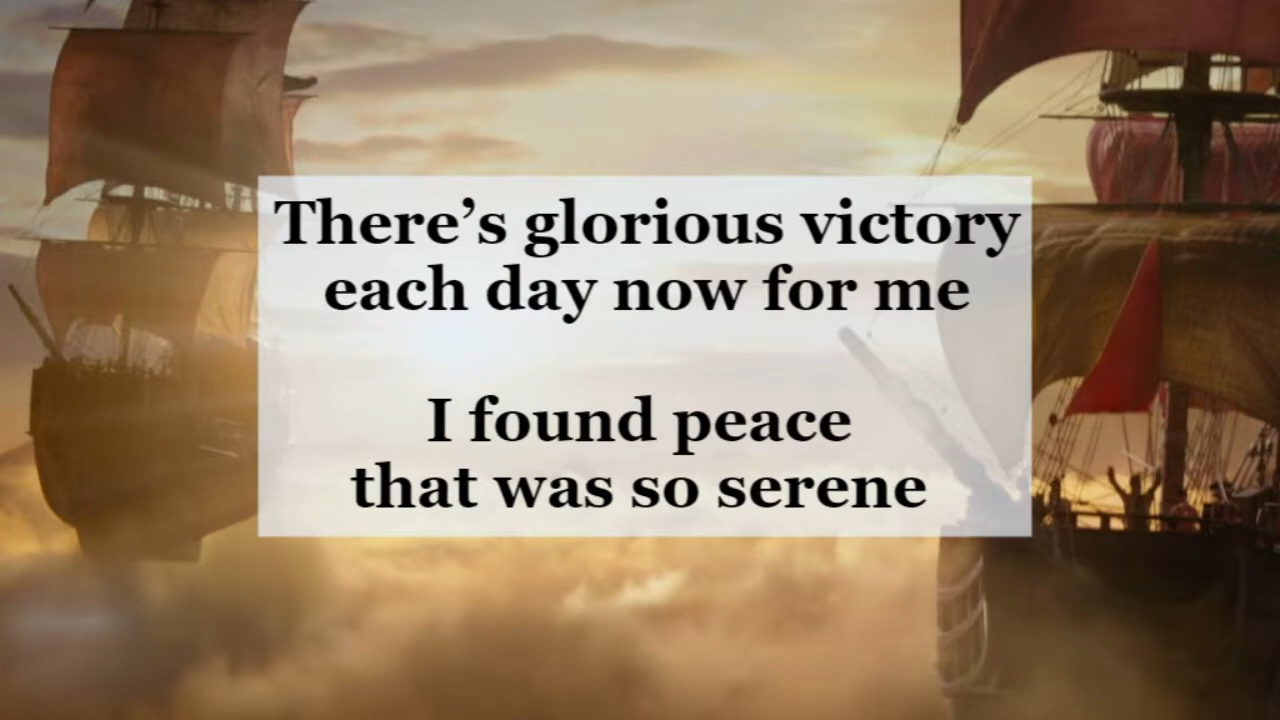 There’s glorious victory
each day now for me
I found peace
that was so serene